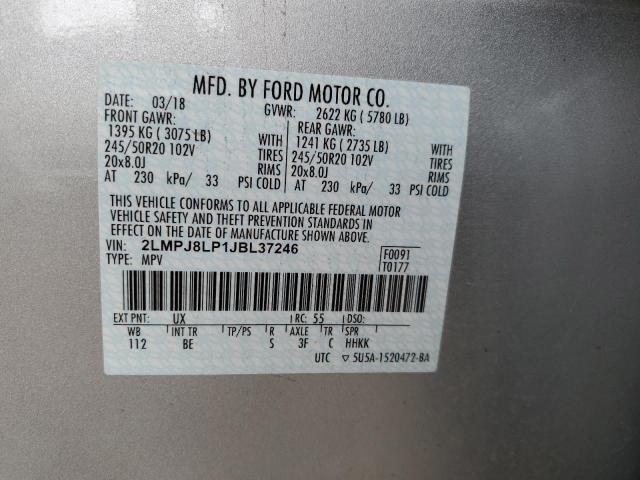 MFD. BY FORD MOTOR CO.
DATE: 03/18 GVWR: 2622 KG ( 5780 LB)
FRONT GAWR: REAR GAWR:
1395 KG ( 3075 LB) WITH 1241 KG ( 2735 LB) WITH
245/50R20 102V TIRES 245/50R20 102V TIRES
20x8.0J RIMS 20x8.0J RIMS
AT 230 kPa/ 33 PSI COLD AT 230 kPa/ 33 PSI COLD
THIS VEHICLE CONFORMS TO ALL APPLICABLE FEDERAL MOTOR
VEHICLE SAFETY AND THEFT PREVENTION STANDARDS IN
EFFECT ON THE DATE OF MANUFACTURE SHOWN ABOVE.
VIN: 2LMPJ8LP1JBL37246 F0091
TYPE: MPV T0177
EXT PNT: UX RC: 55 DSO:
WB INT TR TP/PS R AXLE TR SPR
112 BE S 3F C HHKK
UTC ▽5U5A-1520472-BA